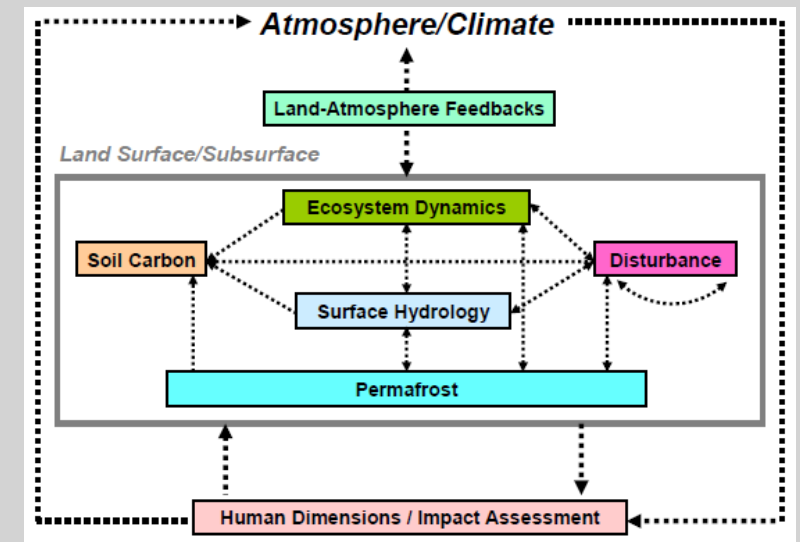 Atmosphere/Climate
Land-Atmosphere Feedbacks
Land Surface/Subsurface
Ecosystem Dynamics
Soil Carbon
Disturbance
Surface Hydrology
Permafrost
Human Dimensions / Impact Assessment